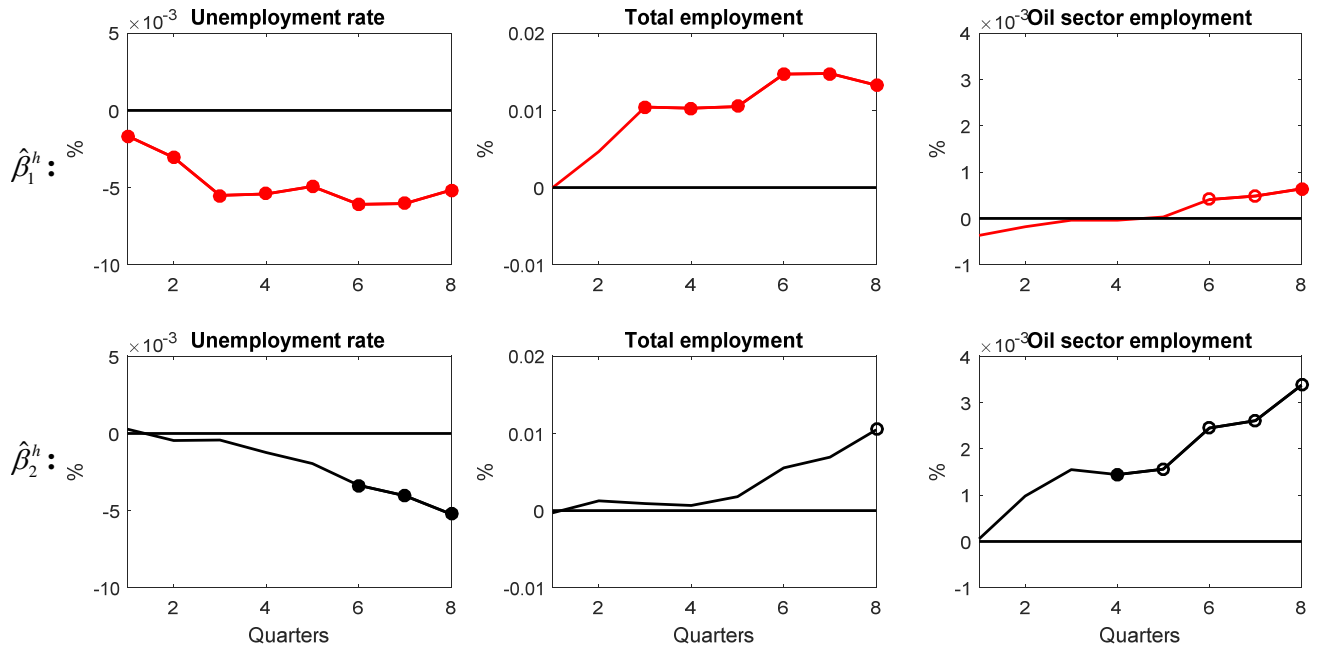 Unemployment rate
Total employment
Oil sector employment
×10⁻³
×10⁻³
5
0
-5
-10
%
2 4 6 8
0.02
0.01
0
-0.01
%
2 4 6 8
4
3
2
1
0
-1
%
2 4 6 8
β̂₁ʰ:
Unemployment rate
Total employment
Oil sector employment
×10⁻³
×10⁻³
5
0
-5
-10
%
2 4 6 8
Quarters
0.02
0.01
0
-0.01
%
2 4 6 8
Quarters
4
3
2
1
0
-1
%
2 4 6 8
Quarters
β̂₂ʰ: